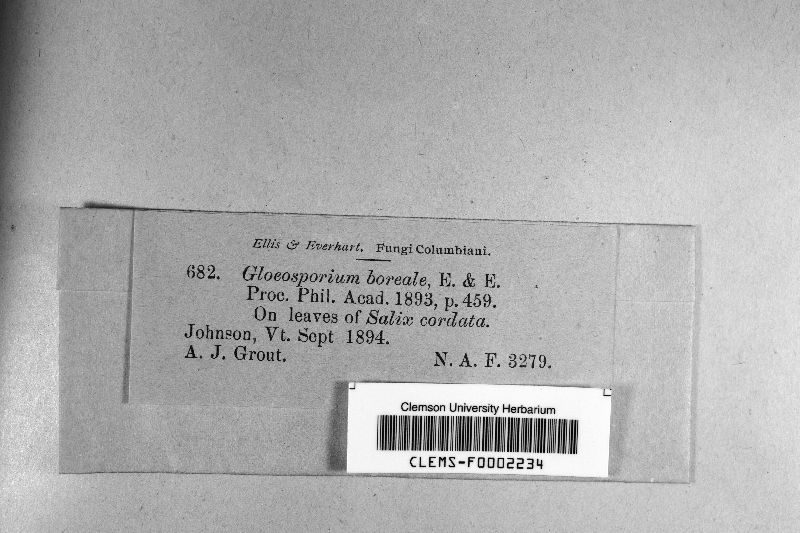 Ellis & Everhart. Fungi Columbiani.
682. Gloeosporium boreale, E. & E.
Proc. Phil. Acad. 1893, p. 459.
On leaves of Salix cordata.
Johnson, Vt. Sept 1894.
A. J. Grout. N. A. F. 3279.
Clemson University Herbarium
CLEMS-F0002234